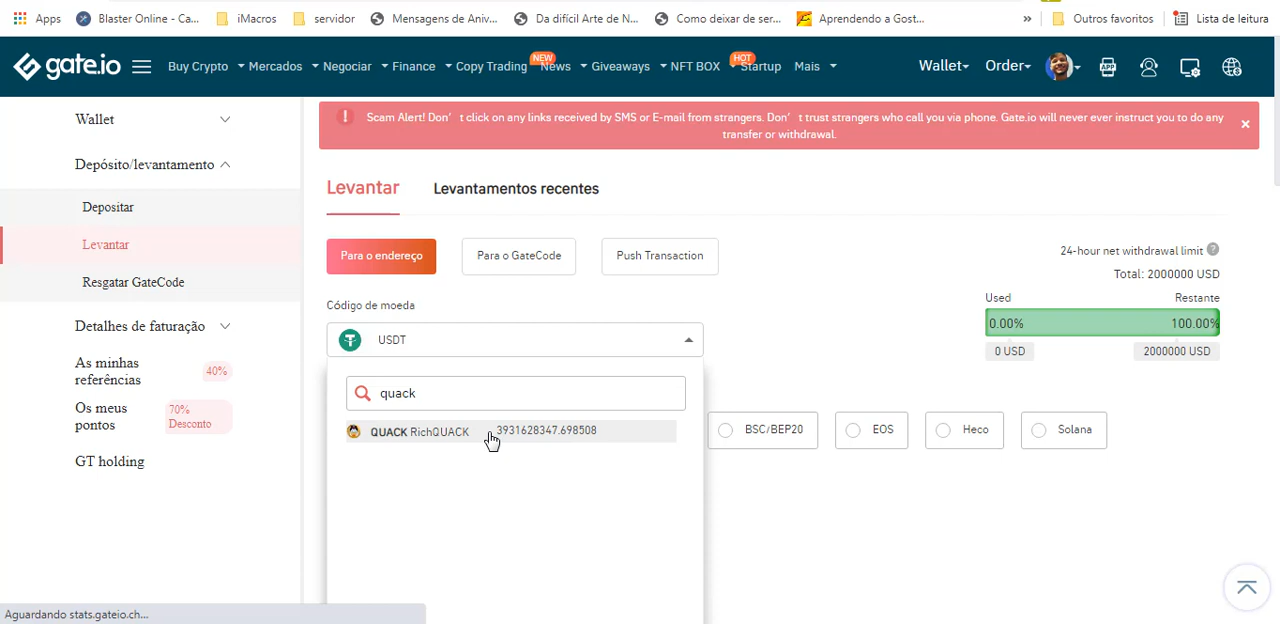 Apps Blaster Online - Ca... iMacros servidor Mensagens de Aniv... Da difícil Arte de N... Como deixar de ser... Aprendendo a Gost... » Outros favoritos Lista de leitura
gate.io Buy Crypto Mercados Negociar Finance Copy Trading NEW News Giveaways NFT BOX HOT Startup Mais Wallet Order APP
Wallet
Depósito/levantamento
Depositar
Levantar
Resgatar GateCode
Detalhes de faturação
As minhas
referências
40%
Os meus
pontos
70%
Desconto
GT holding
Scam Alert! Don’t click on any links received by SMS or E-mail from strangers. Don’t trust strangers who call you via phone. Gate.io will never ever instruct you to do any
transfer or withdrawal.
Levantar Levantamentos recentes
Para o endereço Para o GateCode Push Transaction
24-hour net withdrawal limit ?
Total: 2000000 USD
Used Restante
0.00% 100.00%
0 USD 2000000 USD
Código de moeda
USDT
quack
QUACK RichQUACK 3931628347.698508
BSC/BEP20 EOS Heco Solana
Aguardando stats.gateio.ch...